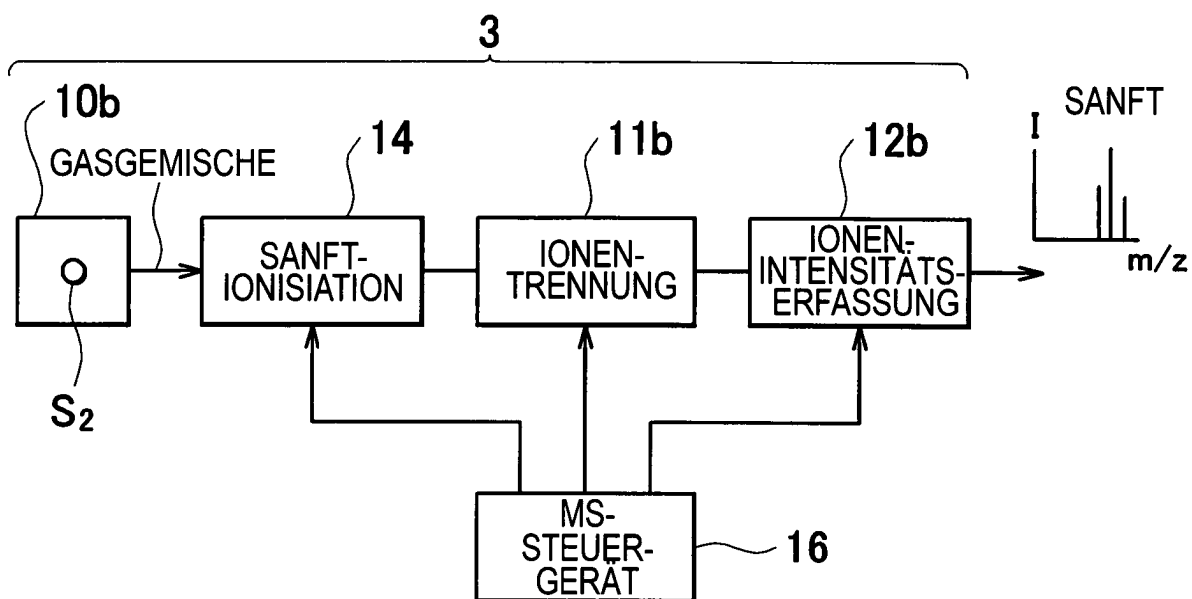 3
10b
GASGEMISCHE
14
11b
12b
I
SANFT
m/z
S2
SANFT-
IONISIATION
IONEN-
TRENNUNG
IONEN-
INTENSITÄTS-
ERFASSUNG
MS-
STEUER-
GERÄT
16